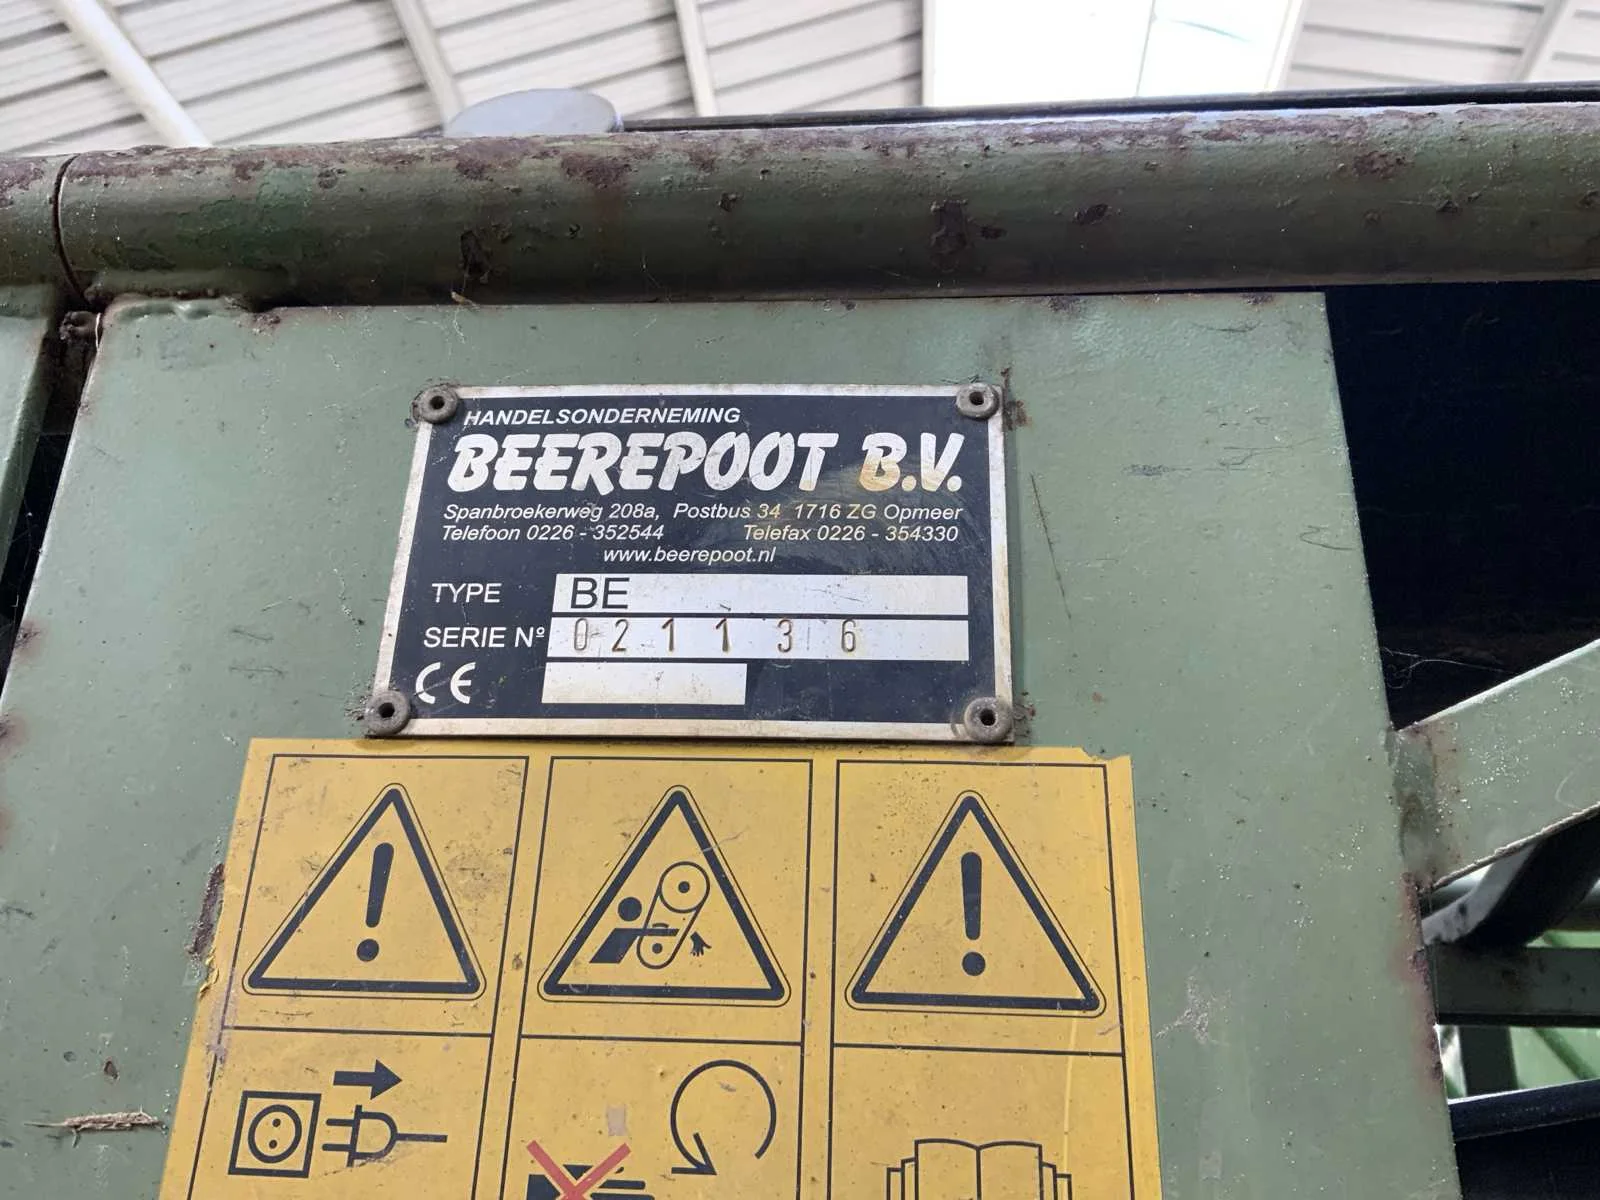 HANDELSONDERNEMING
BEEREPOOT B.V.
Spanbroekerweg 208a, Postbus 34 1716 ZG Opmeer
Telefoon 0226 - 352544 Telefax 0226 - 354330
www.beerepoot.nl
TYPE BE
SERIE Nº 021136
CE